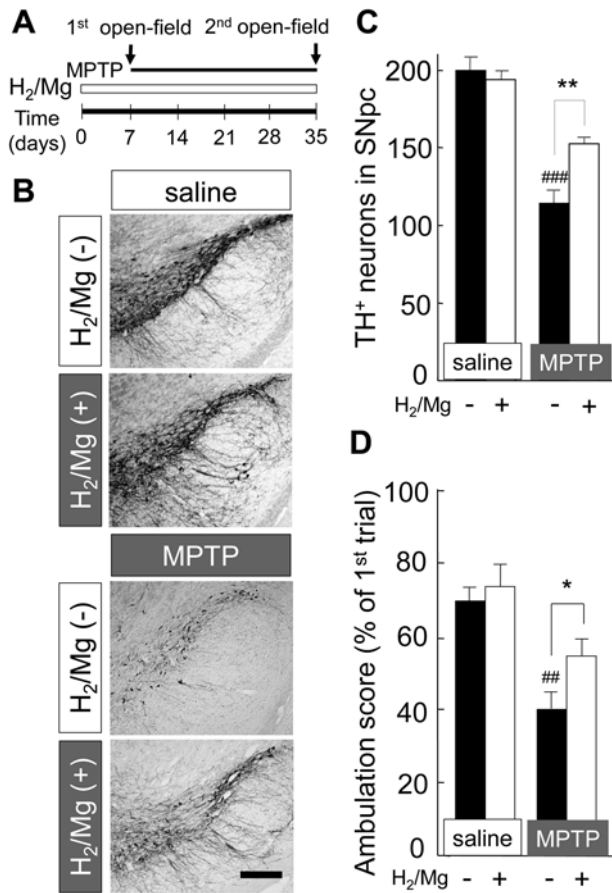 A
1st open-field 2nd open-field
MPTP
H2/Mg
Time
(days)
0 7 14 21 28 35
B
saline
H2/Mg (-)
H2/Mg (+)
MPTP
H2/Mg (-)
H2/Mg (+)
C
TH+ neurons in SNpc
200
150
100
50
0
**
###
saline MPTP
H2/Mg - + - +
D
Ambulation score (% of 1st trial)
100
80
60
40
20
0
*
##
saline MPTP
H2/Mg - + - +